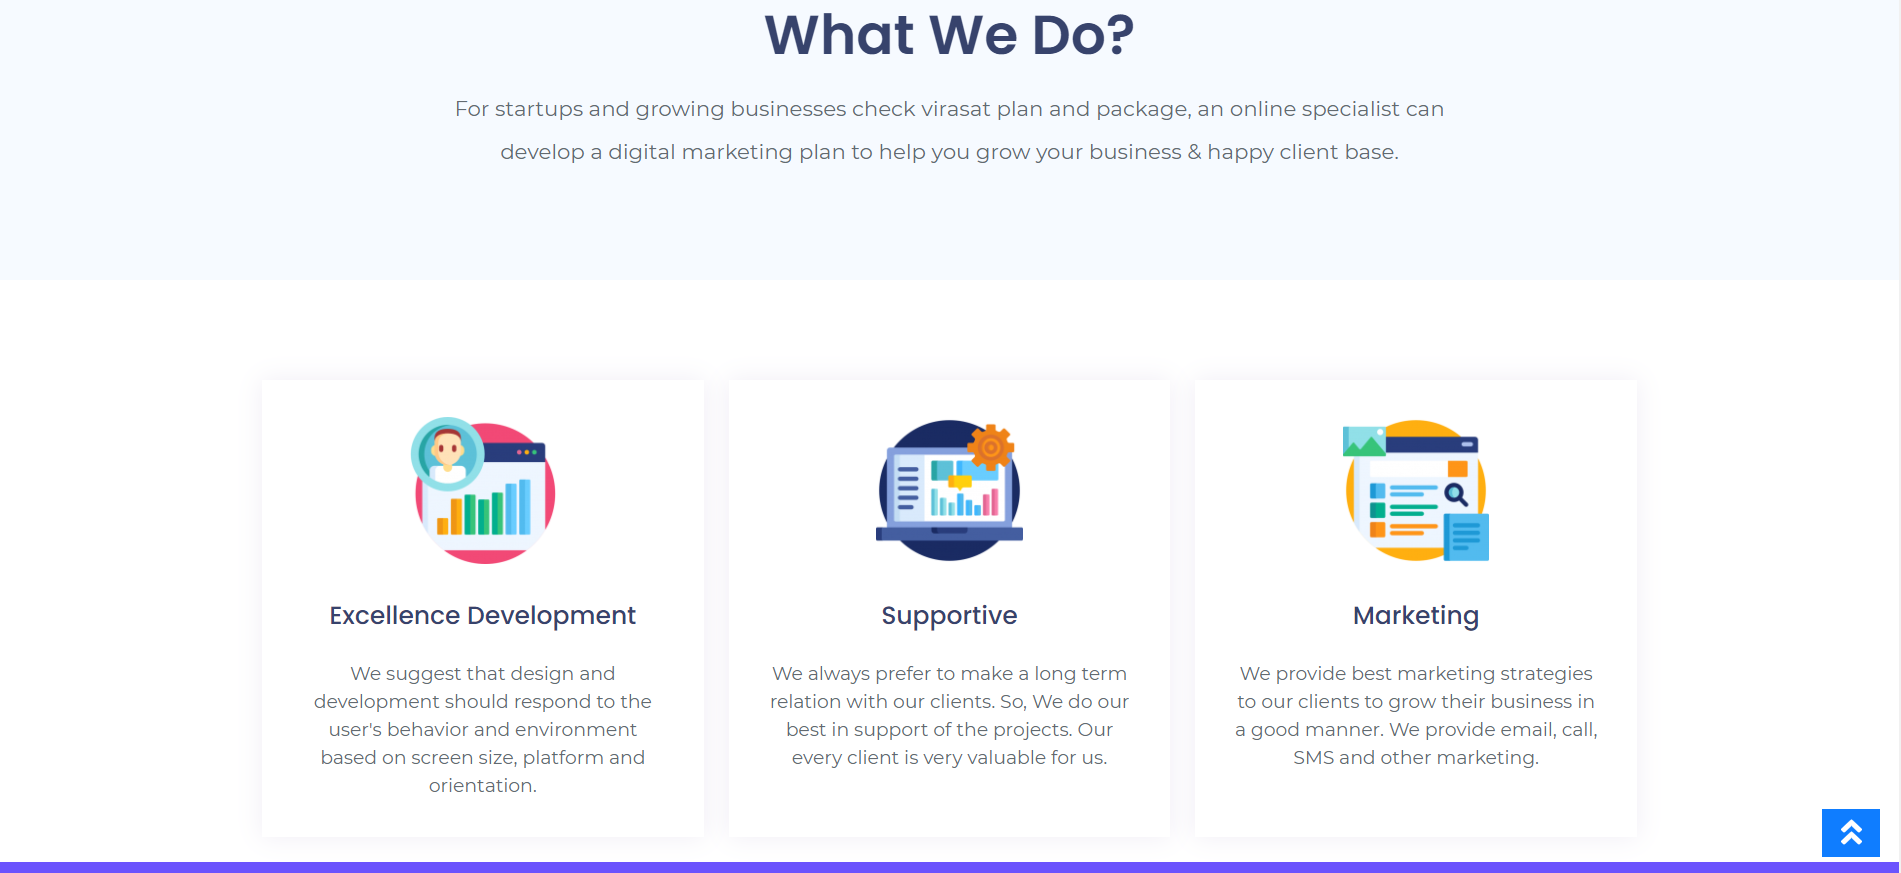 What We Do?
For startups and growing businesses check virasat plan and package, an online specialist can
develop a digital marketing plan to help you grow your business & happy client base.
Excellence Development
We suggest that design and
development should respond to the
user's behavior and environment
based on screen size, platform and
orientation.
Supportive
We always prefer to make a long term
relation with our clients. So, We do our
best in support of the projects. Our
every client is very valuable for us.
Marketing
We provide best marketing strategies
to our clients to grow their business in
a good manner. We provide email, call,
SMS and other marketing.